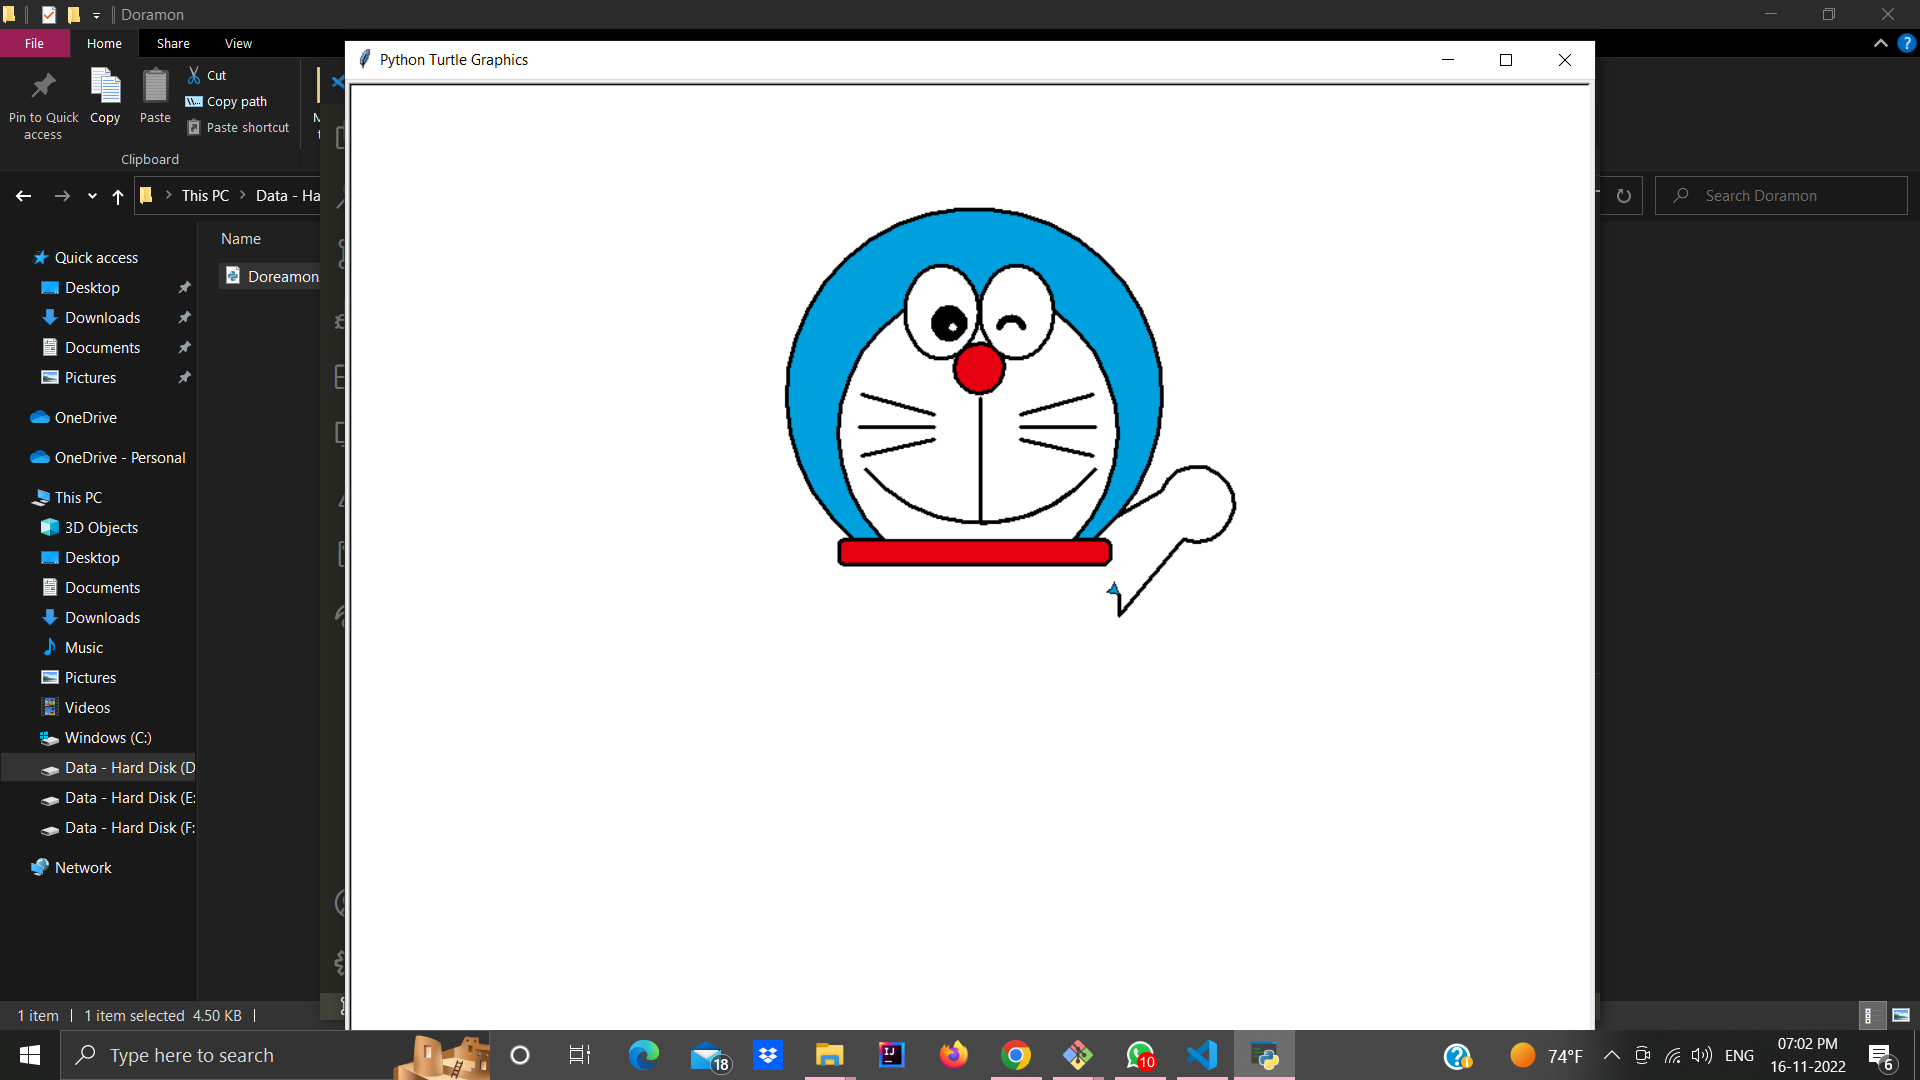 Doramon
File
Home
Share
View
Python Turtle Graphics
Pin to Quick
access
Copy
Paste
Cut
Copy path
Paste shortcut
Clipboard
This PC
Data - Ha
Search Doramon
Name
Doreamon
Quick access
Desktop
Downloads
Documents
Pictures
OneDrive
OneDrive - Personal
This PC
3D Objects
Desktop
Documents
Downloads
Music
Pictures
Videos
Windows (C:)
Data - Hard Disk (D
Data - Hard Disk (E:
Data - Hard Disk (F:
Network
1 item
1 item selected 4.50 KB
Type here to search
18
IJ
10
74°F
ENG
07:02 PM
16-11-2022
6